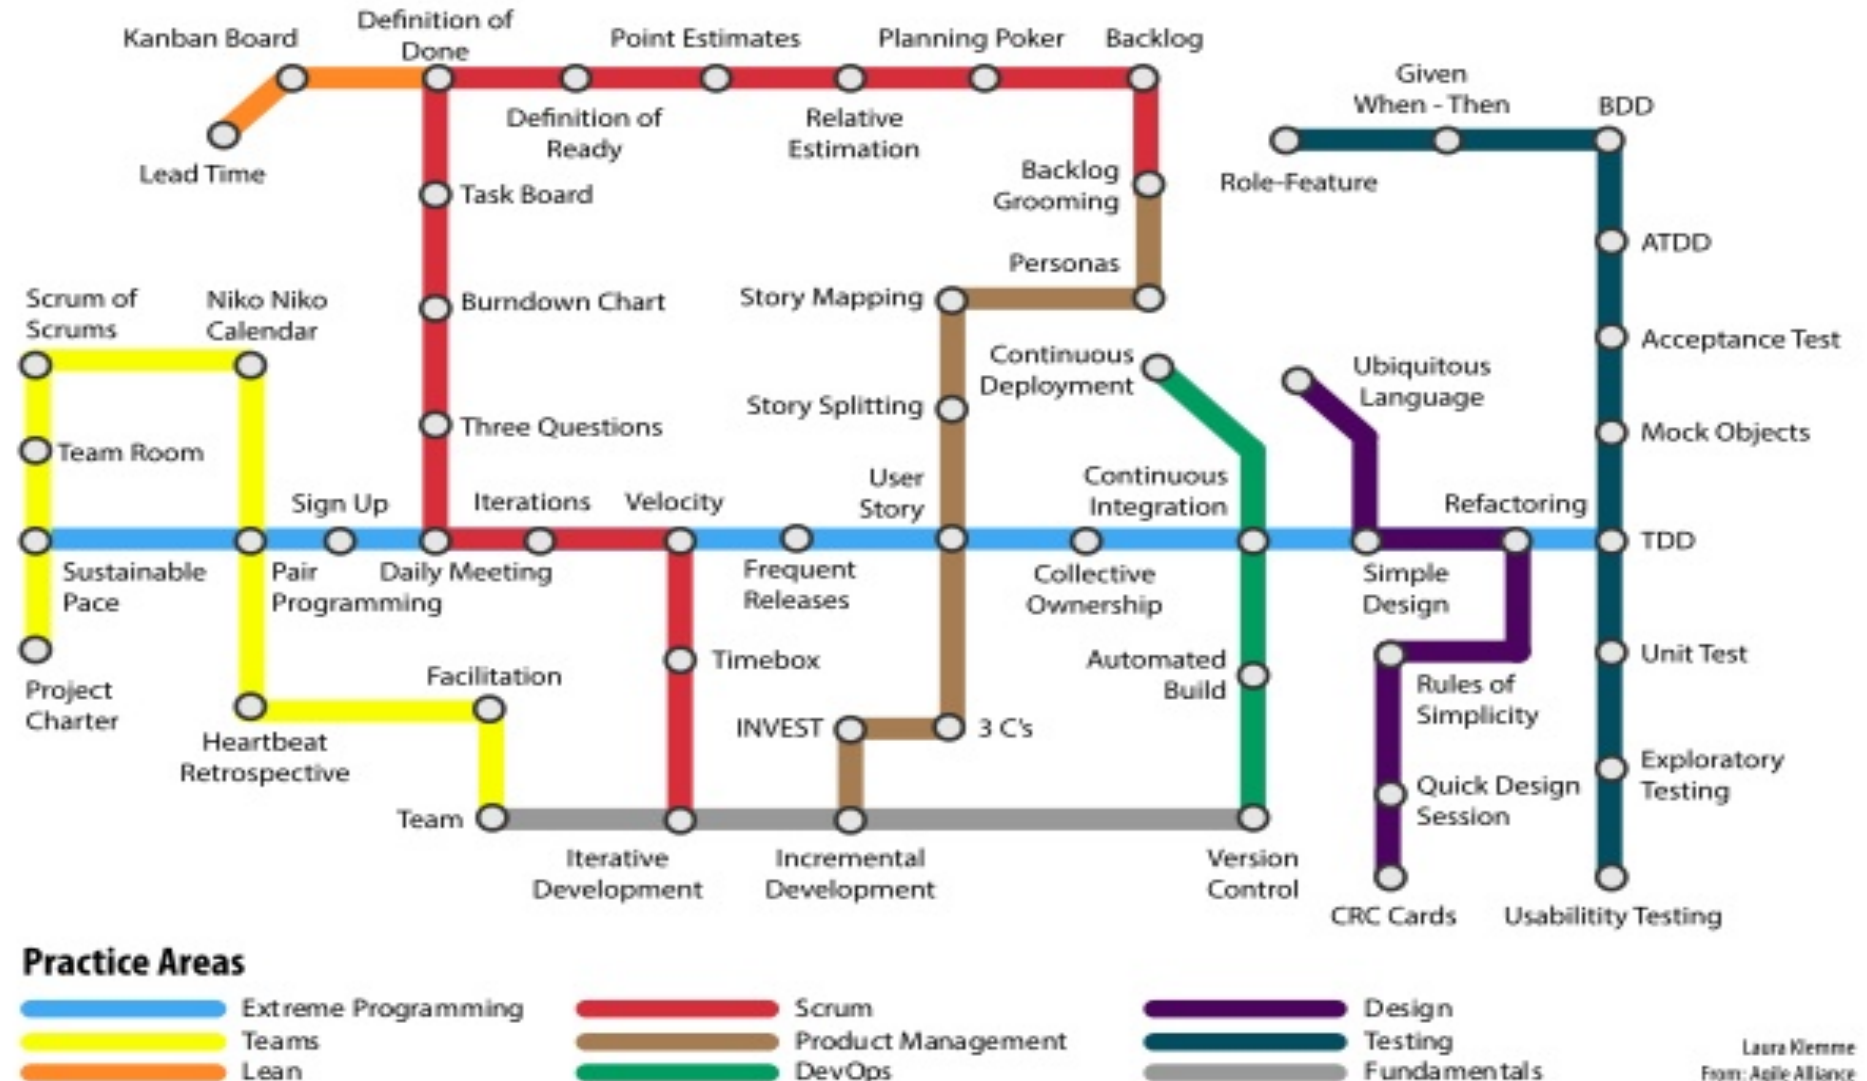 Kanban Board
Definition of
Done
Point Estimates
Planning Poker
Backlog
Given
When - Then
BDD
Definition of
Ready
Relative
Estimation
Lead Time
Role-Feature
Backlog
Grooming
Task Board
ATDD
Personas
Scrum of
Scrums
Niko Niko
Calendar
Burndown Chart
Story Mapping
Acceptance Test
Continuous
Deployment
Ubiquitous
Language
Story Splitting
Three Questions
Mock Objects
Team Room
User
Story
Continuous
Integration
Sign Up
Iterations
Velocity
Refactoring
TDD
Sustainable
Pace
Pair
Programming
Daily Meeting
Frequent
Releases
Collective
Ownership
Simple
Design
Timebox
Automated
Build
Unit Test
Project
Charter
Facilitation
Rules of
Simplicity
Heartbeat
Retrospective
INVEST
3 C's
Exploratory
Testing
Quick Design
Session
Team
Iterative
Development
Incremental
Development
Version
Control
CRC Cards
Usabilitity Testing
Practice Areas
Extreme Programming
Scrum
Design
Teams
Product Management
Testing
Lean
DevOps
Fundamentals
Laura Klemme
From: Agile Alliance